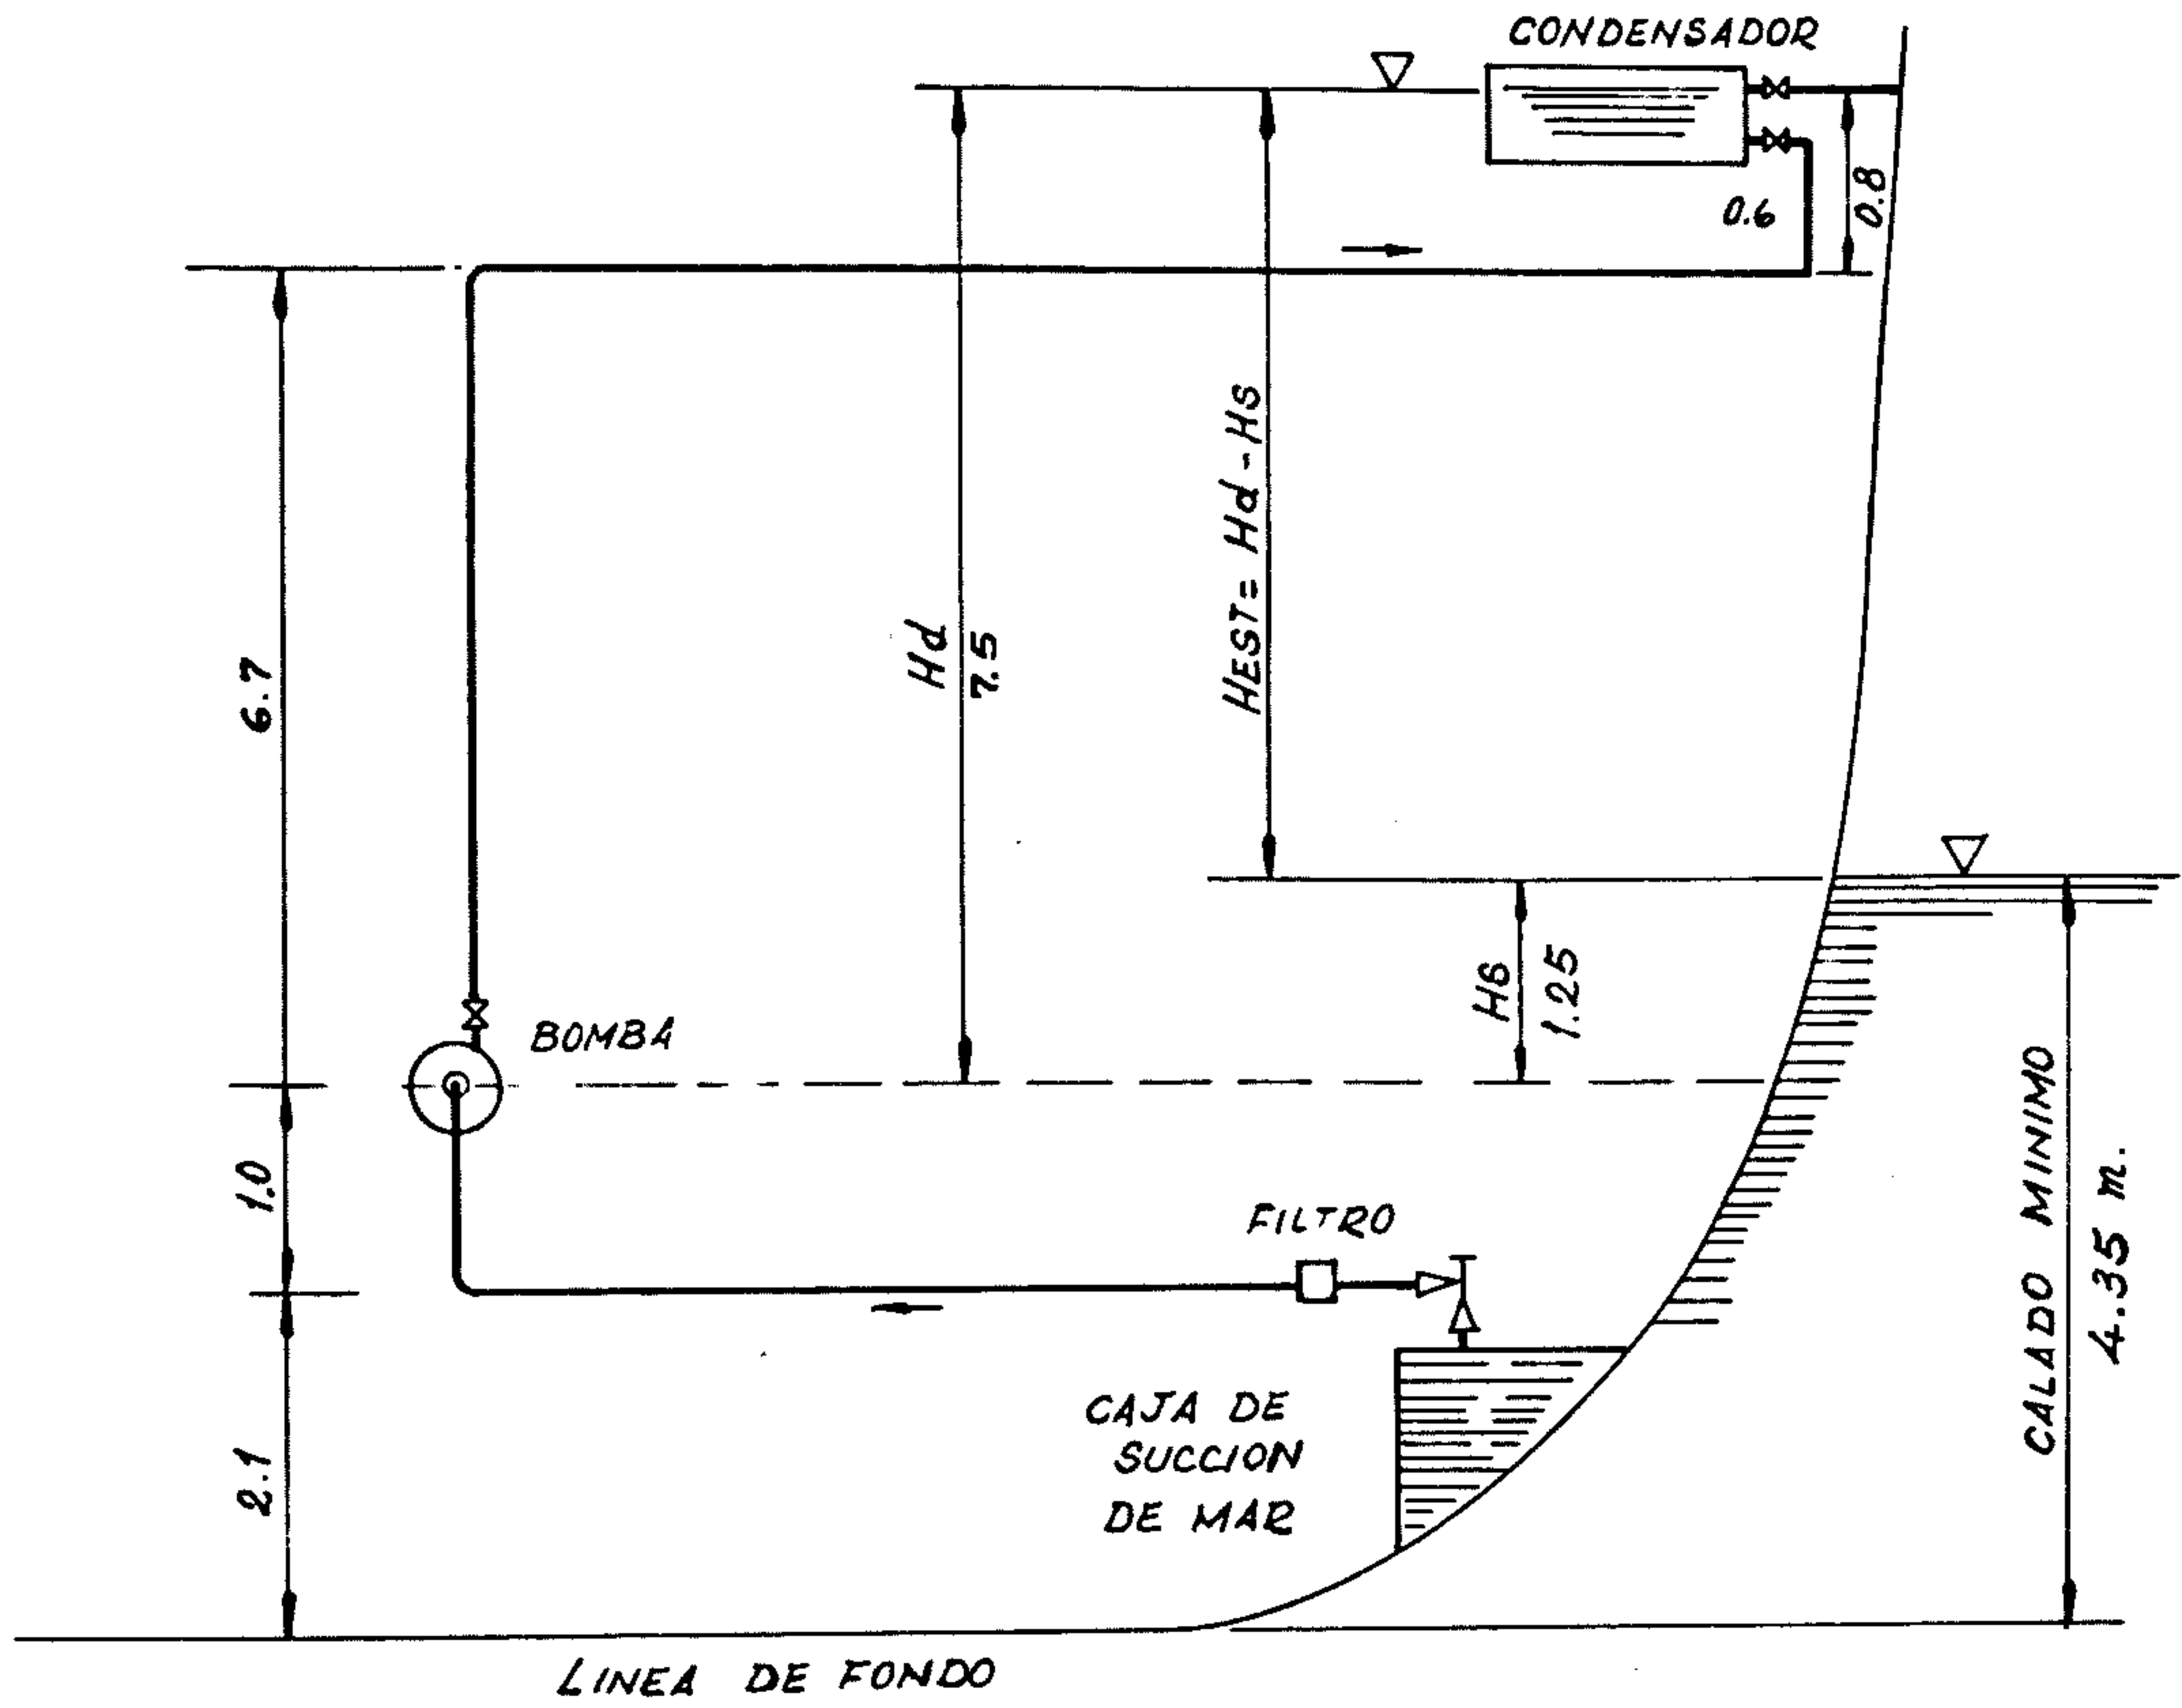 CONDENSADOR
0.8
0.6
6.7
Hd
7.5
HEST = Hd - Hs
Hs
1.25
BOMBA
1.0
FILTRO
CALADO MINIMO
4.35 m.
CAJA DE
SUCCION
DE MAR
2.1
LINEA DE FONDO